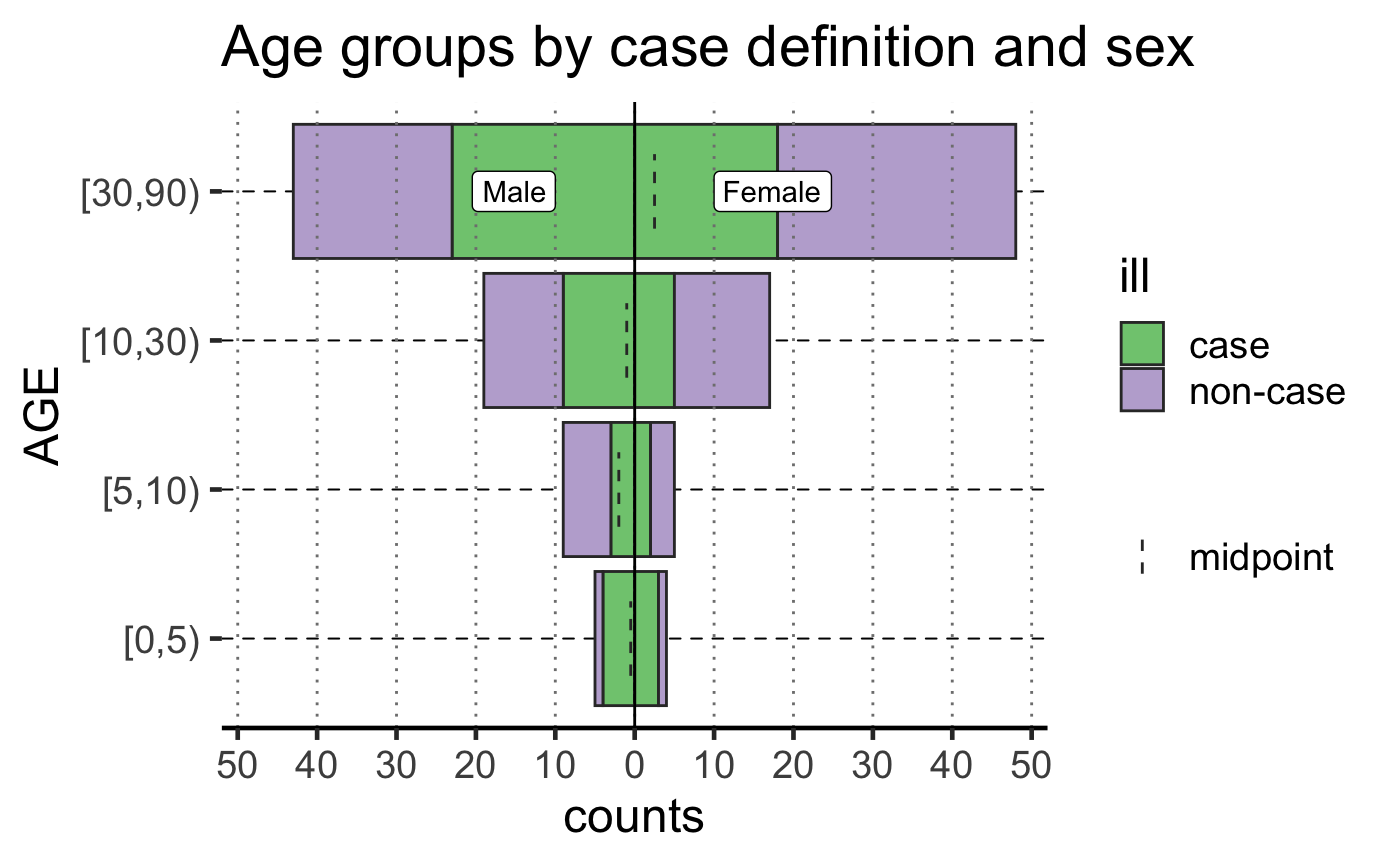 Age groups by case definition and sex
[30,90)
Male
Female
[10,30)
[5,10)
[0,5)
AGE
50 40 30 20 10 0 10 20 30 40 50
counts
ill
case
non-case
midpoint